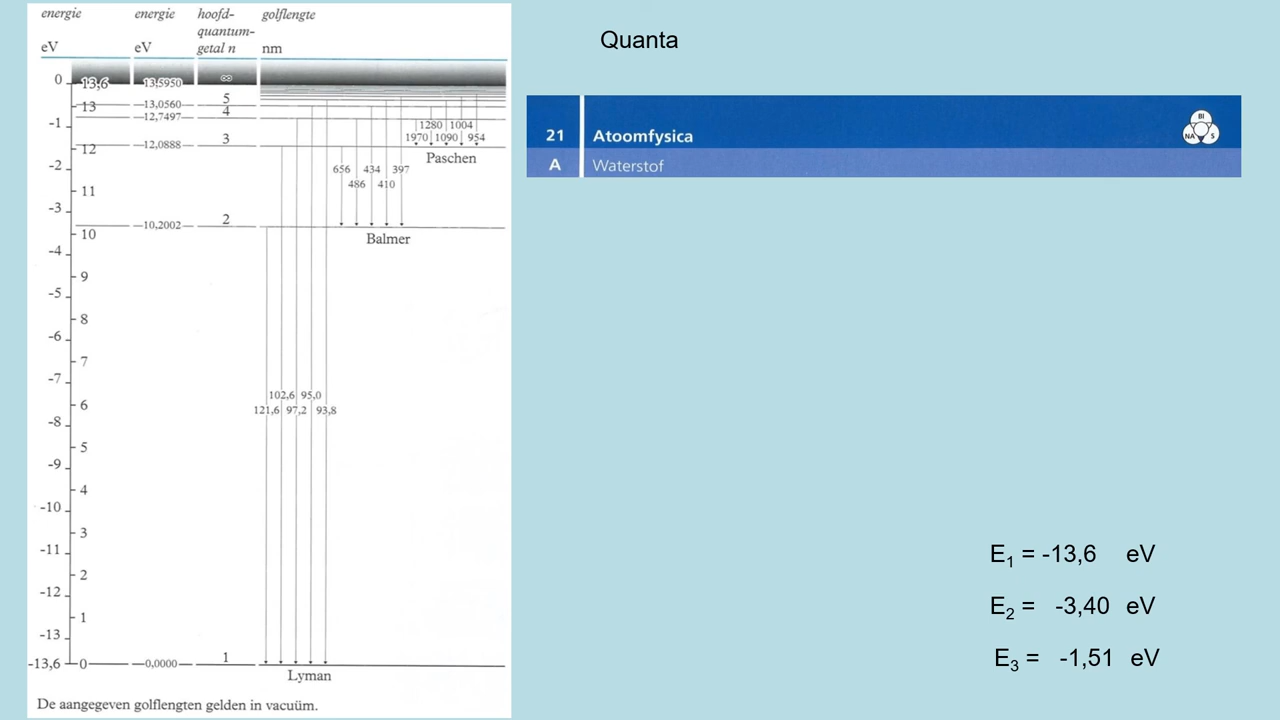 energie energie hoofd- golflengte
quantum-
eV eV getal n nm
0 13,6 13,5950 ∞
5
13 13,0560
4
-1 12,7497 1280 1004
3 1970 1090 954
12 12,0888
Paschen
-2 656 434 397
486 410
11
-3
2
10 10,2002
Balmer
-4
9
-5
8
-6
7
-7
102,6 95,0
6
121,6 97,2 93,8
-8
5
-9
4
-10
3
-11
2
-12
1
-13
1
-13,6 0 0,0000
Lyman
De aangegeven golflengten gelden in vacuüm.
Quanta
BI
21 Atoomfysica NA S
A Waterstof
E₁ = -13,6 eV
E₂ = -3,40 eV
E₃ = -1,51 eV